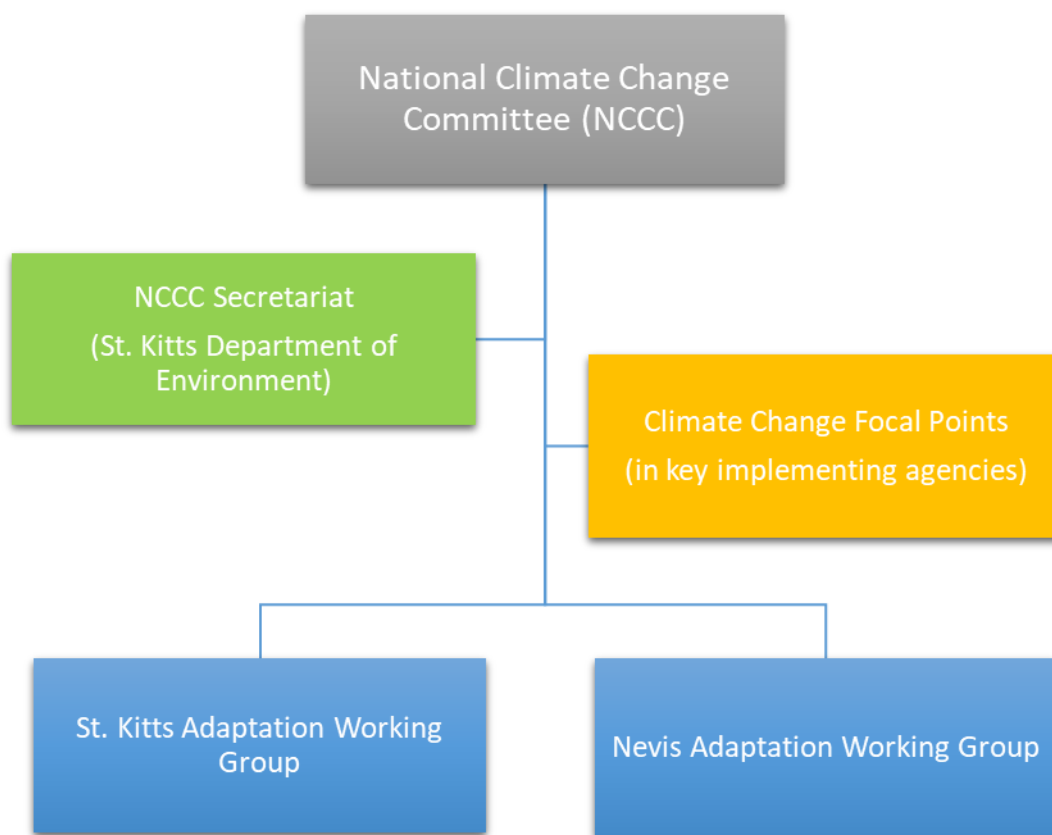 National Climate Change
Committee (NCCC)
NCCC Secretariat
(St. Kitts Department of
Environment)
Climate Change Focal Points
(in key implementing agencies)
St. Kitts Adaptation Working
Group
Nevis Adaptation Working Group